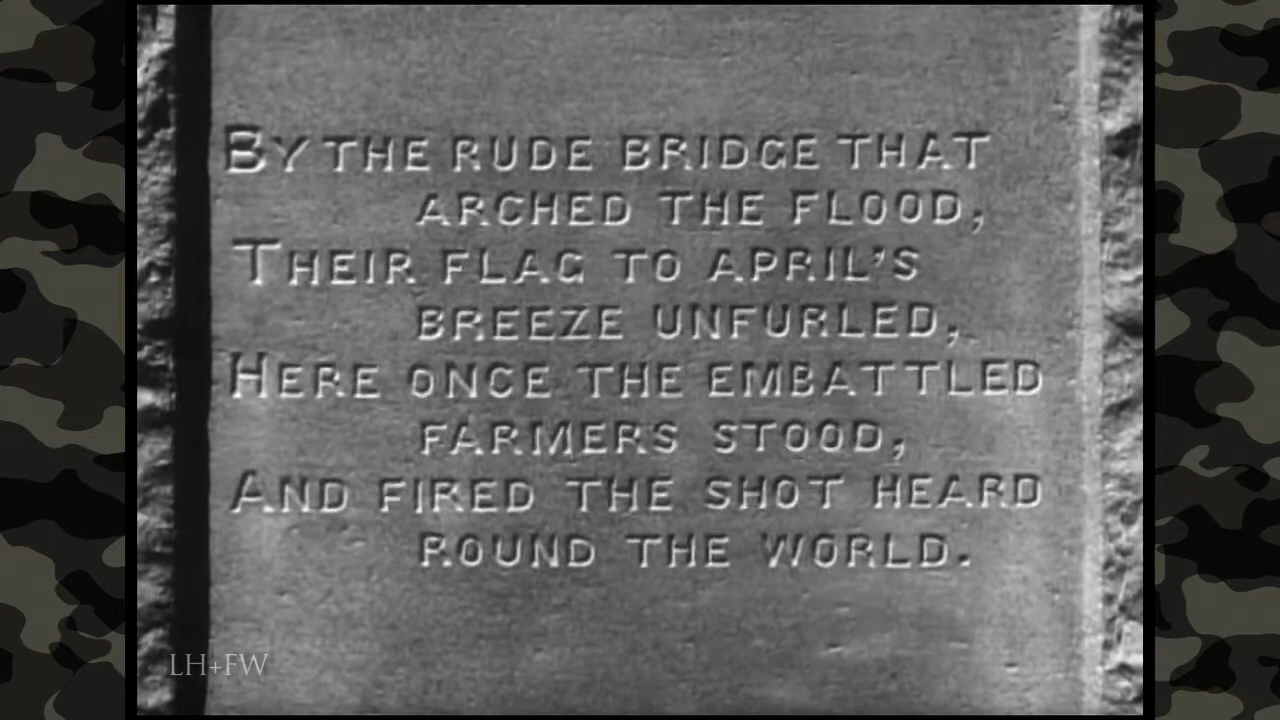 BY THE RUDE BRIDGE THAT
ARCHED THE FLOOD,
THEIR FLAG TO APRIL'S
BREEZE UNFURLED,
HERE ONCE THE EMBATTLED
FARMERS STOOD,
AND FIRED THE SHOT HEARD
ROUND THE WORLD.
LH+FW